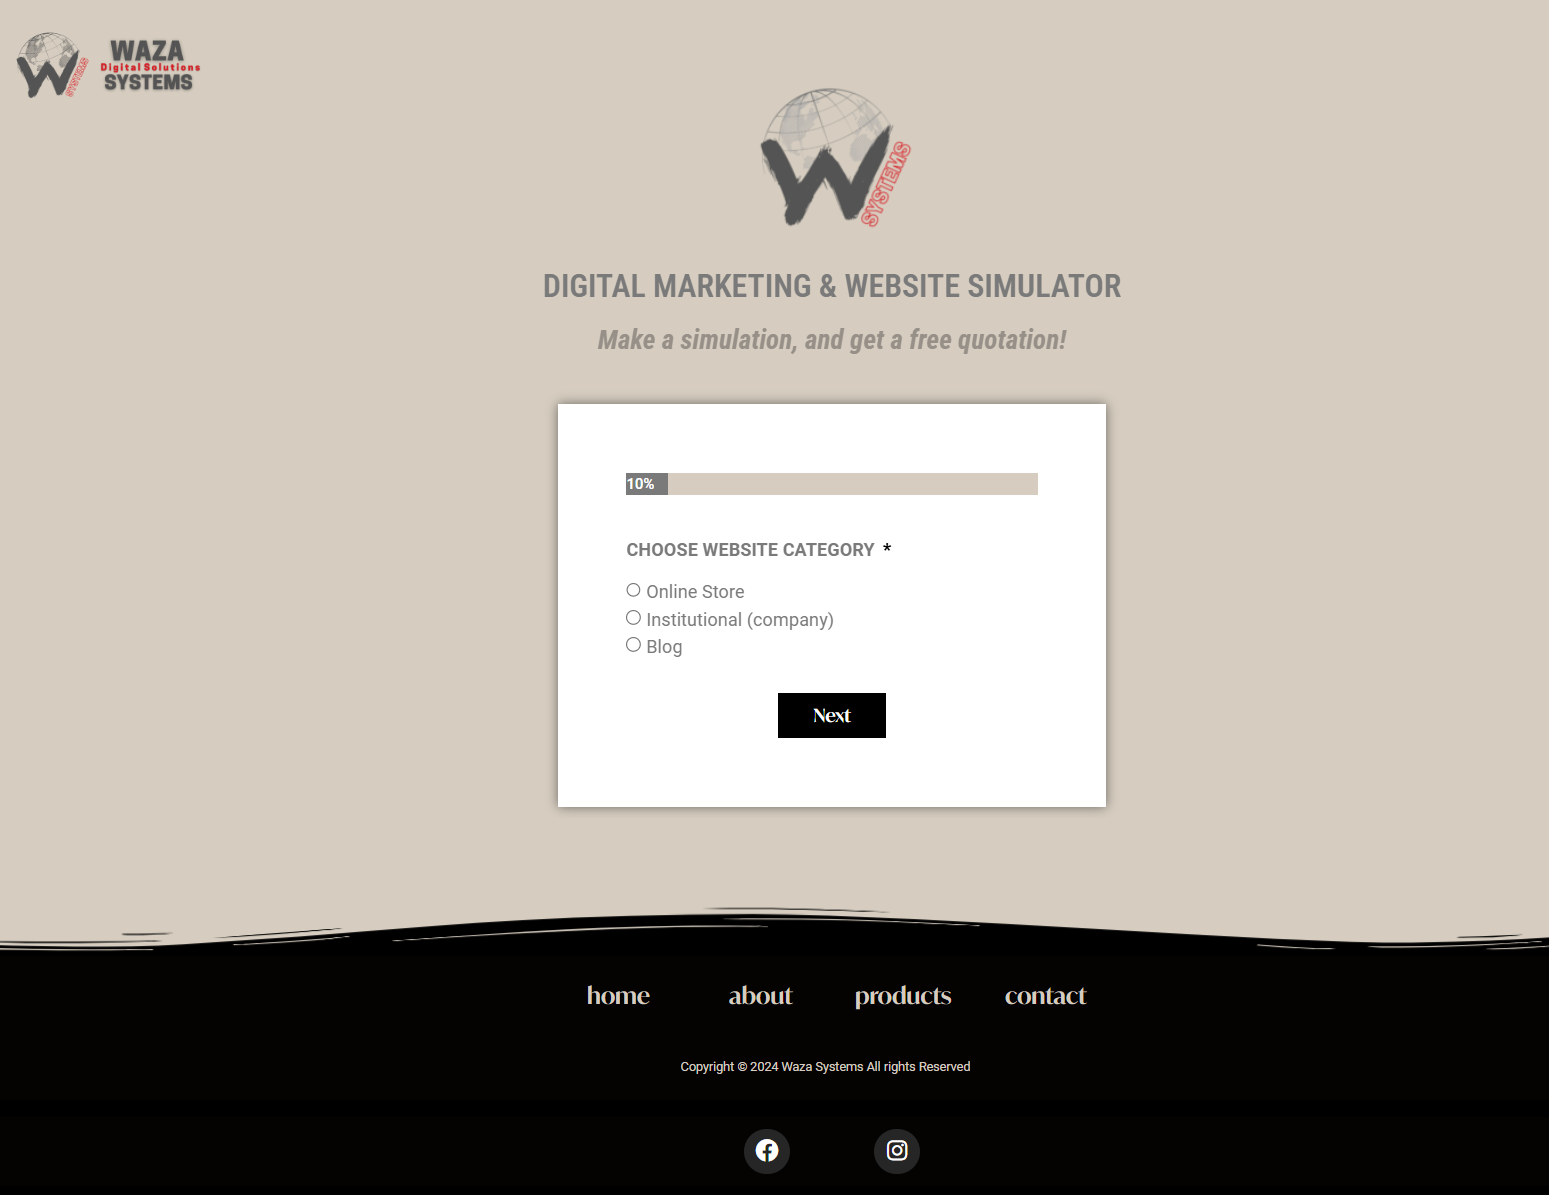 WAZA
Digital Solutions
SYSTEMS
SYSTEMS
W
SYSTEMS
DIGITAL MARKETING & WEBSITE SIMULATOR
Make a simulation, and get a free quotation!
10%
CHOOSE WEBSITE CATEGORY *
Online Store
Institutional (company)
Blog
Next
home about products contact
Copyright © 2024 Waza Systems All rights Reserved